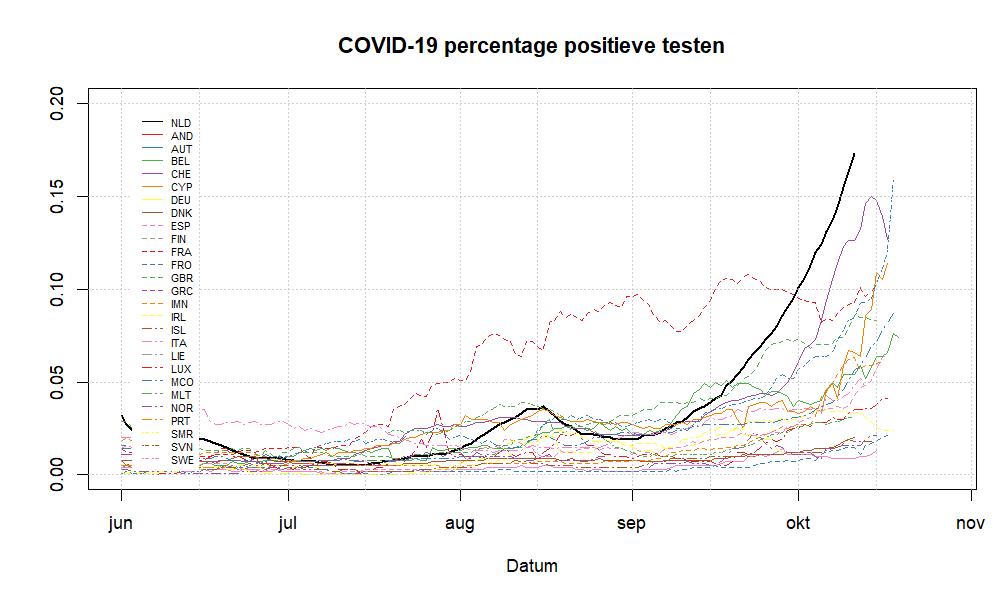 COVID-19 percentage positieve testen
0.20
0.15
0.10
0.05
0.00
NLD
AND
AUT
BEL
CHE
CYP
DEU
DNK
ESP
FIN
FRA
FRO
GBR
GRC
IMN
IRL
ISL
ITA
LIE
LUX
MCO
MLT
NOR
PRT
SMR
SVN
SWE
jun jul aug sep okt nov
Datum